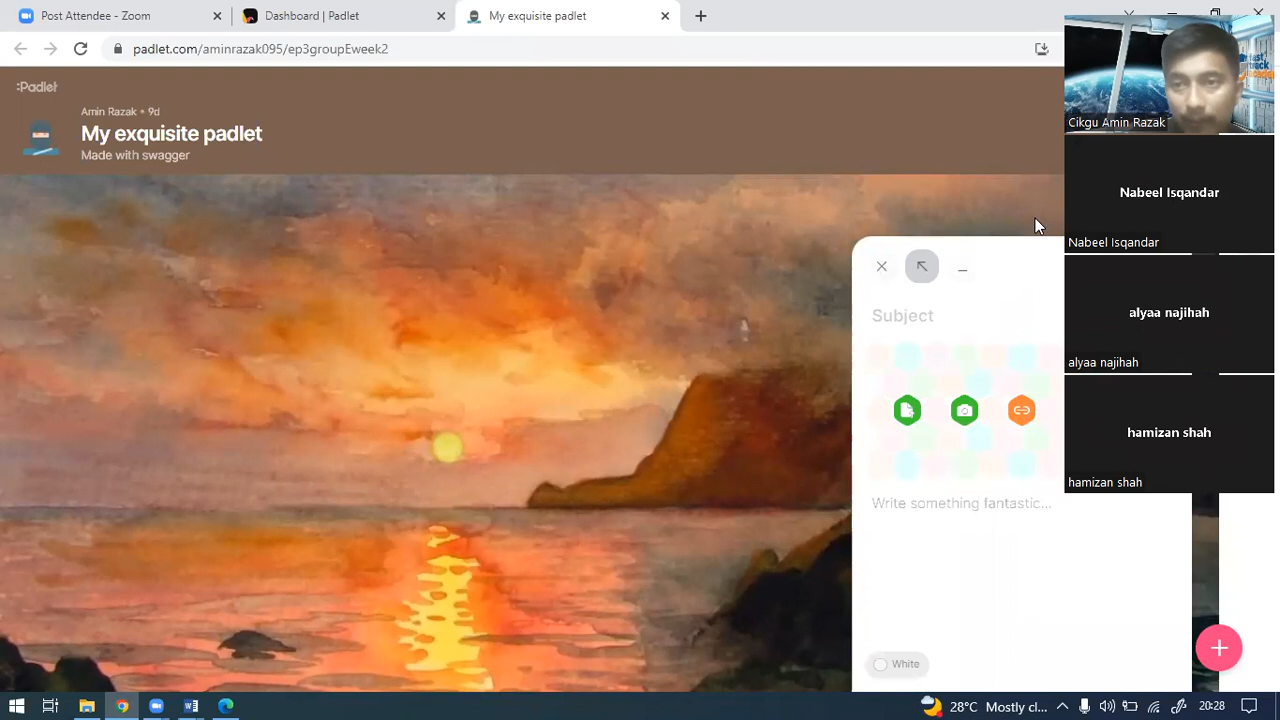 Post Attendee - Zoom
Dashboard | Padlet
My exquisite padlet
padlet.com/aminrazak095/ep3groupEweek2
:Padlet
Amin Razak • 9d
My exquisite padlet
Made with swagger
Subject
Write something fantastic...
White
Cikgu Amin Razak
Nabeel Isqandar
Nabeel Isqandar
alyaa najihah
alyaa najihah
hamizan shah
hamizan shah
28°C Mostly cl...
20:28